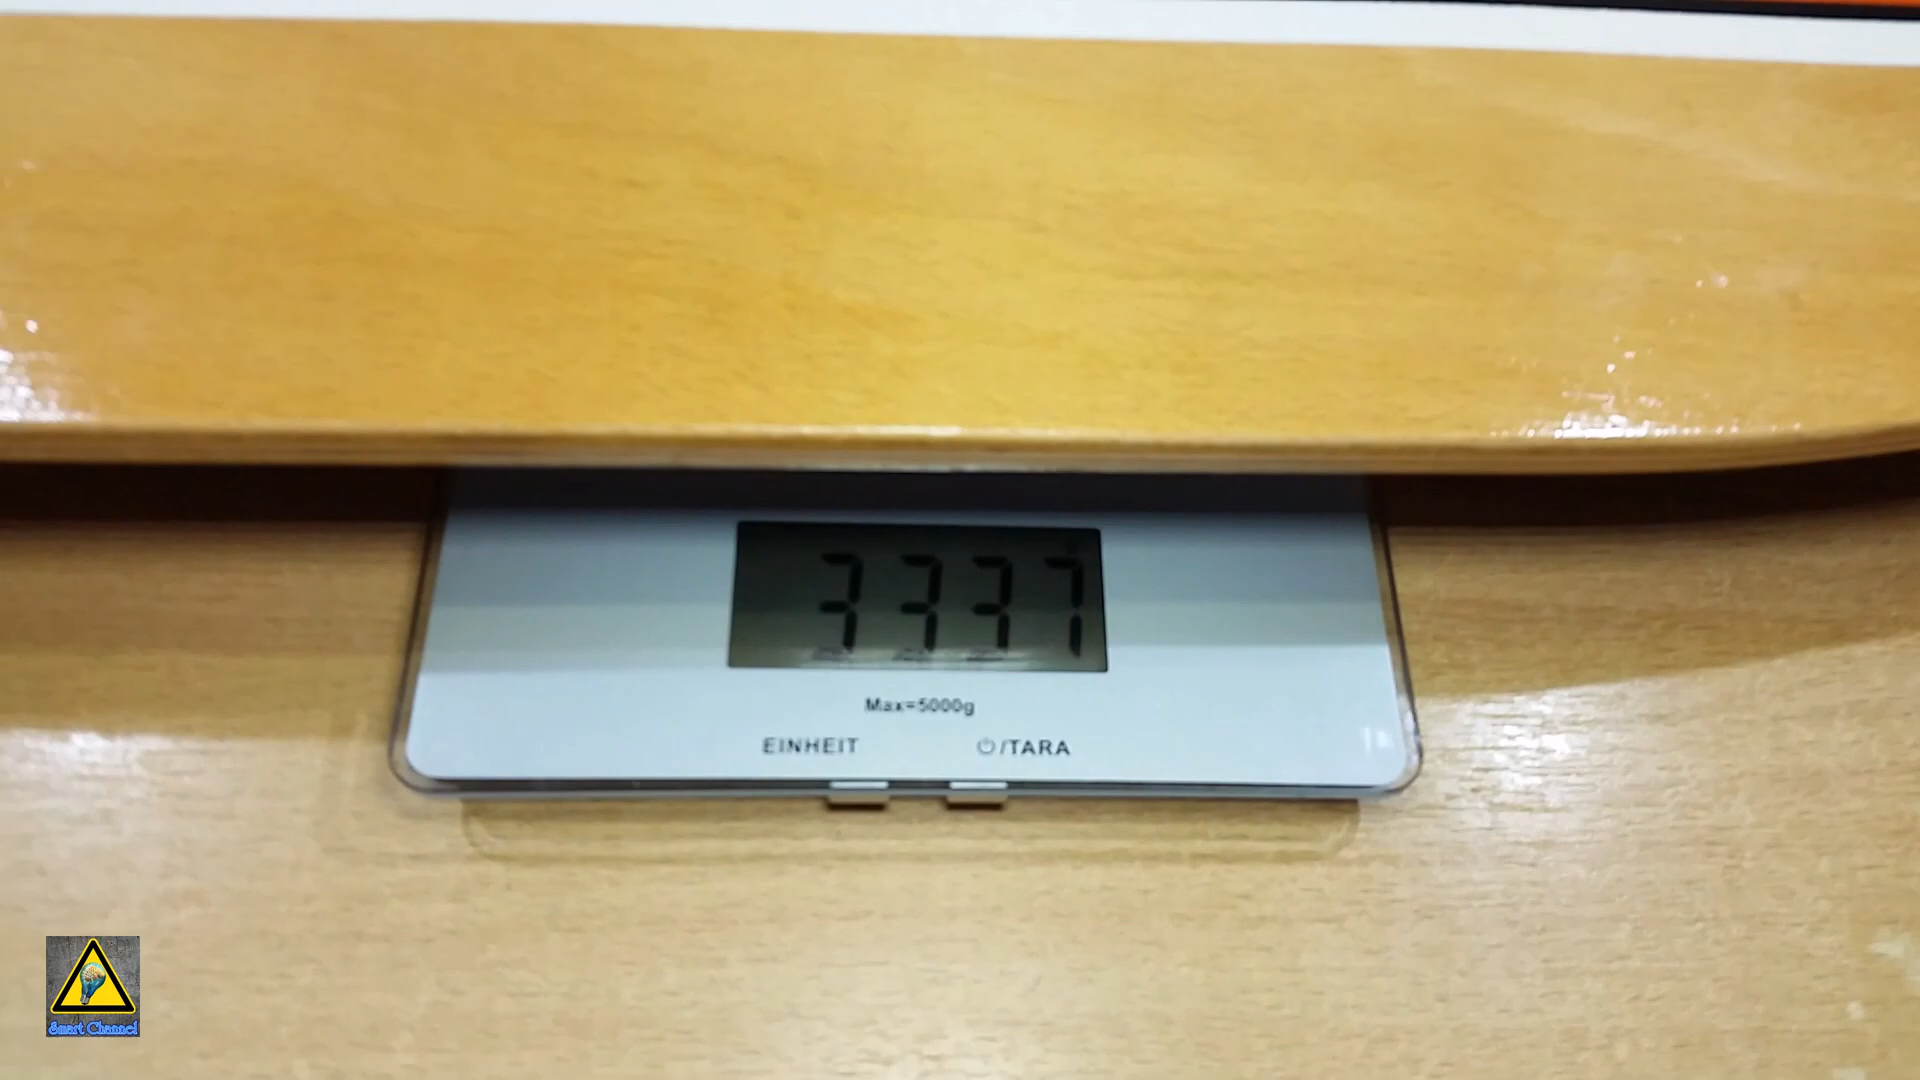 3337
Max=5000g
EINHEIT
⏻/TARA
Smart Channel